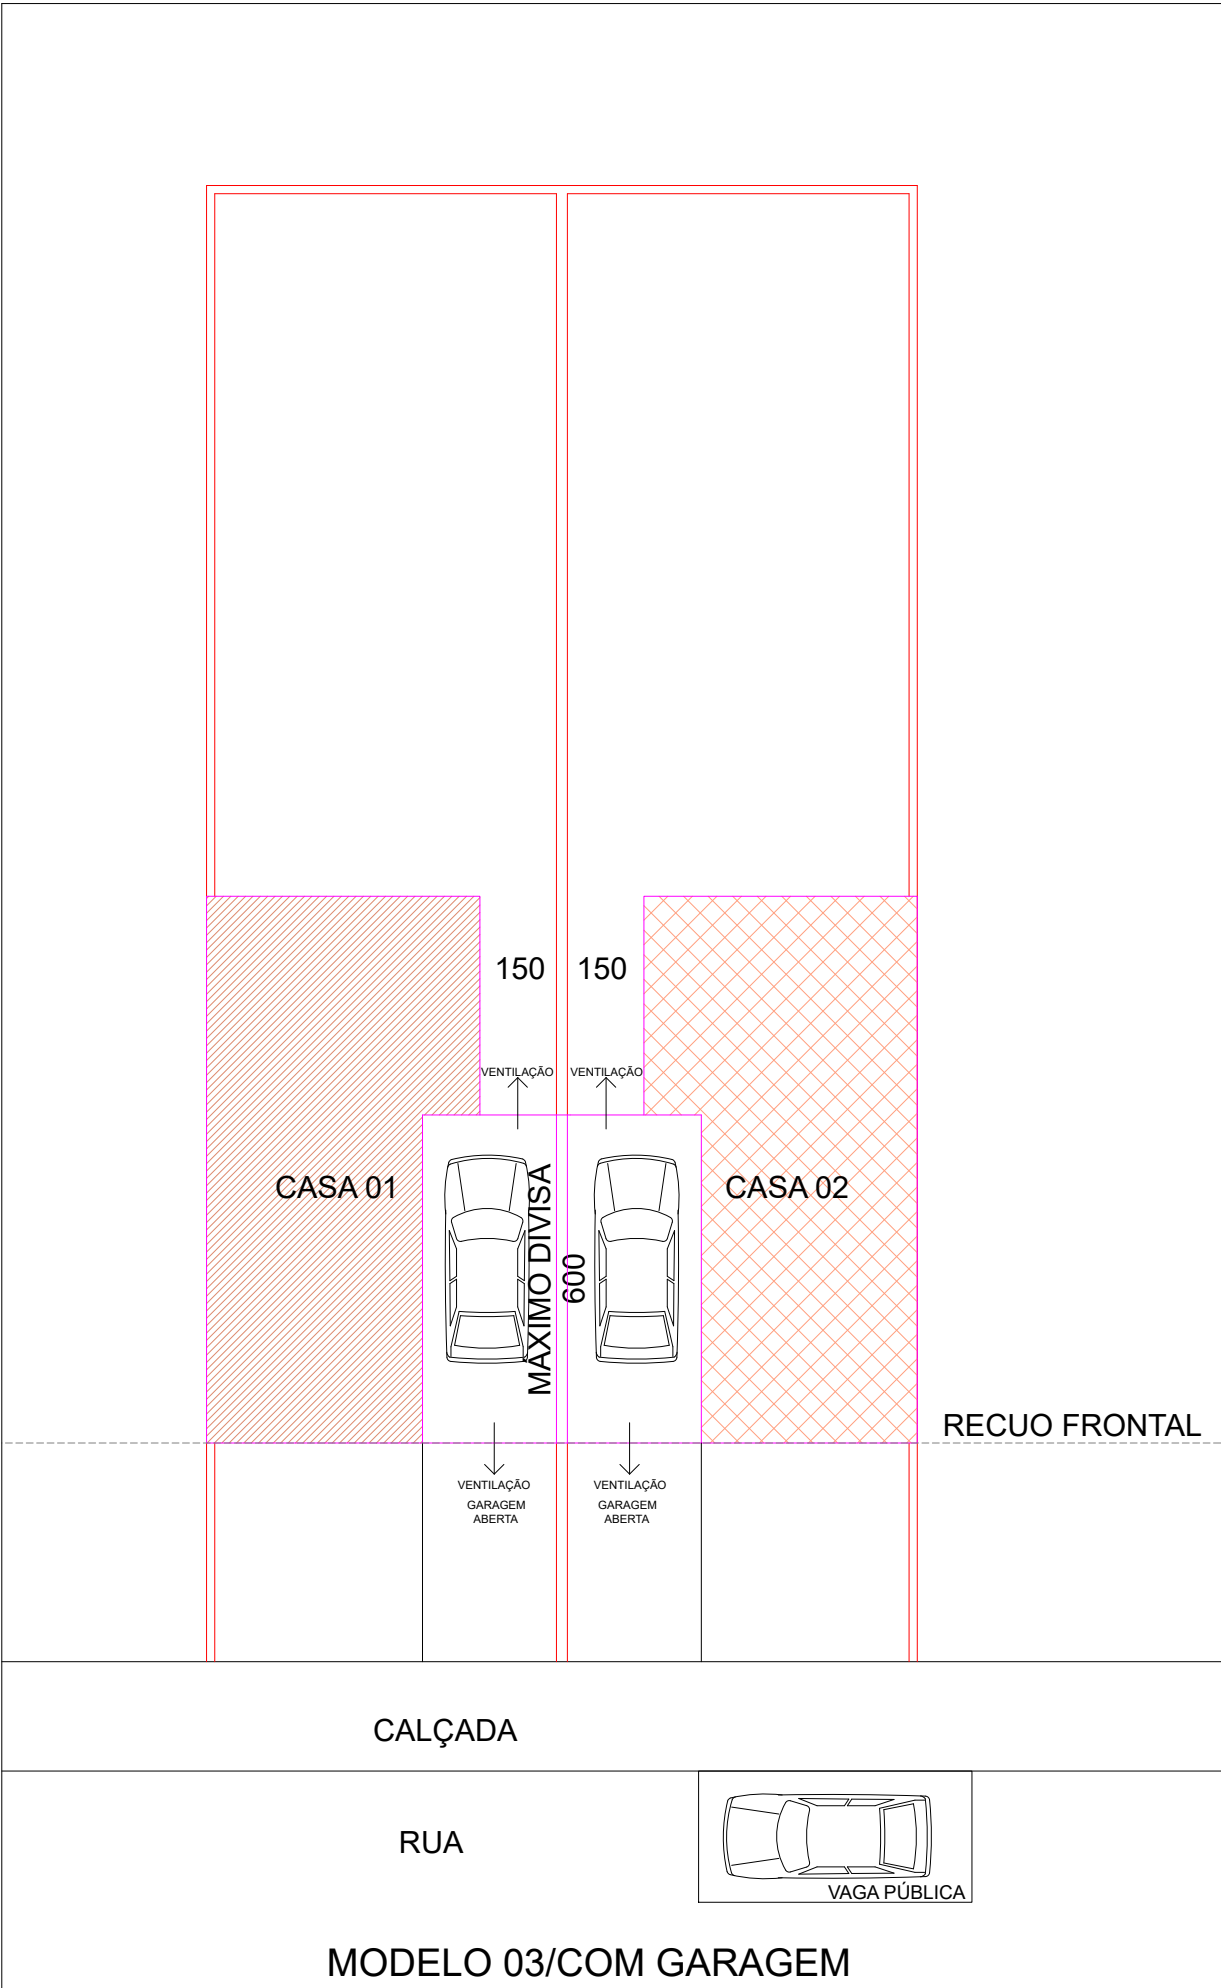 150 150
VENTILAÇÃO VENTILAÇÃO
CASA 01
MÁXIMO DIVISA
600
CASA 02
RECUO FRONTAL
VENTILAÇÃO VENTILAÇÃO
GARAGEM GARAGEM
ABERTA ABERTA
CALÇADA
RUA
VAGA PÚBLICA
MODELO 03/COM GARAGEM